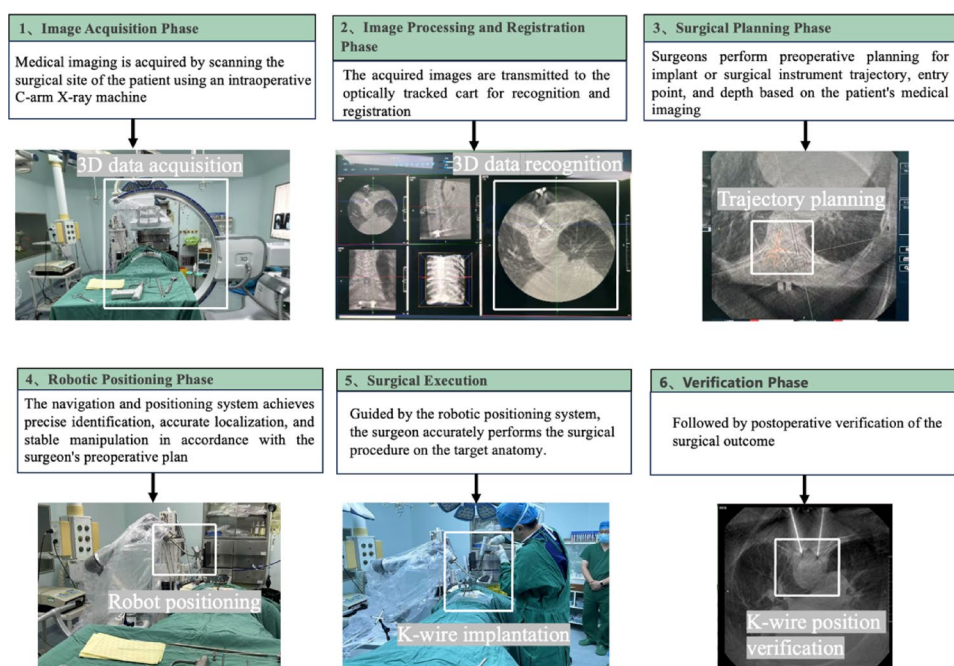 1、Image Acquisition Phase
Medical imaging is acquired by scanning the
surgical site of the patient using an intraoperative
C-arm X-ray machine
3D data acquisition
2、Image Processing and Registration
Phase
The acquired images are transmitted to the
optically tracked cart for recognition and
registration
3D data recognition
3、Surgical Planning Phase
Surgeons perform preoperative planning for
implant or surgical instrument trajectory, entry
point, and depth based on the patient's medical
imaging
Trajectory planning
4、Robotic Positioning Phase
The navigation and positioning system achieves
precise identification, accurate localization, and
stable manipulation in accordance with the
surgeon's preoperative plan
Robot positioning
5、Surgical Execution
Guided by the robotic positioning system,
the surgeon accurately performs the surgical
procedure on the target anatomy.
K-wire implantation
6、Verification Phase
Followed by postoperative verification of the
surgical outcome
K-wire position
verification